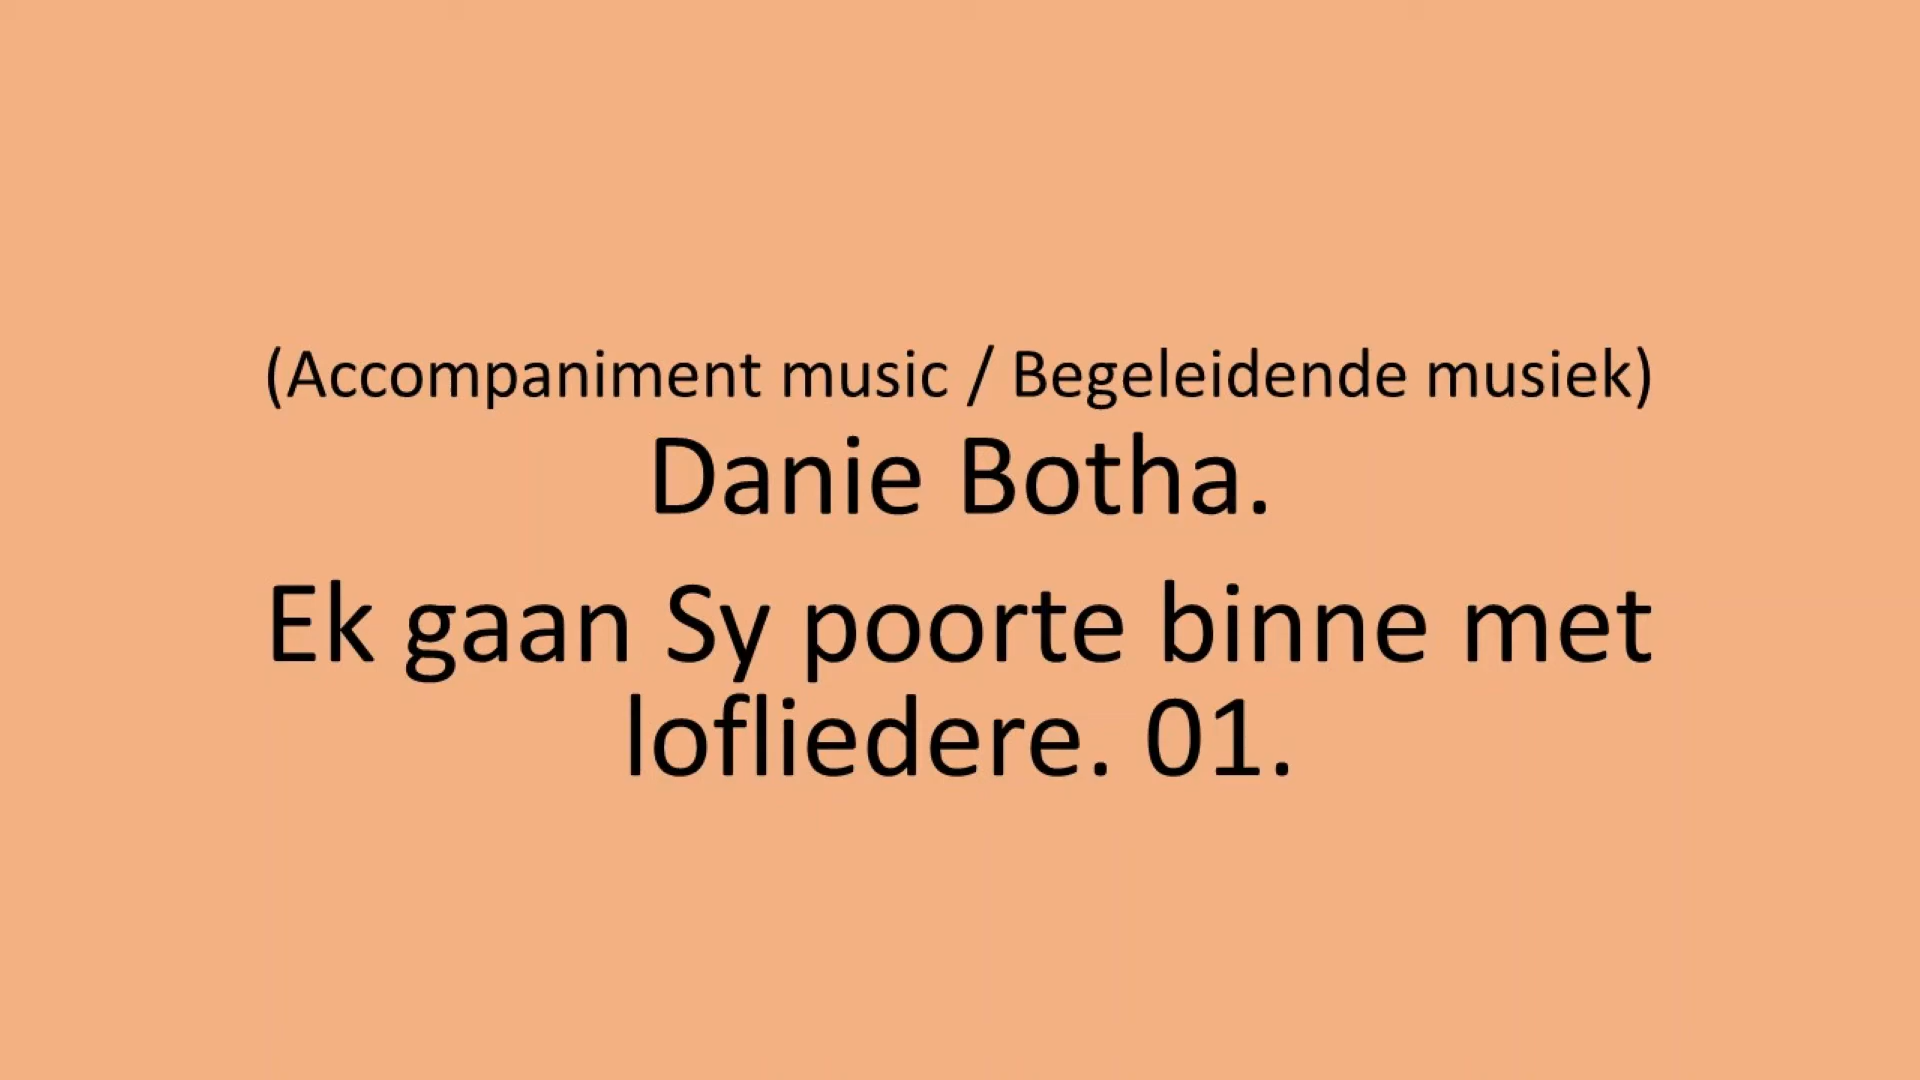 (Accompaniment music / Begeleidende musiek)
Danie Botha.
Ek gaan Sy poorte binne met
lofliedere. 01.